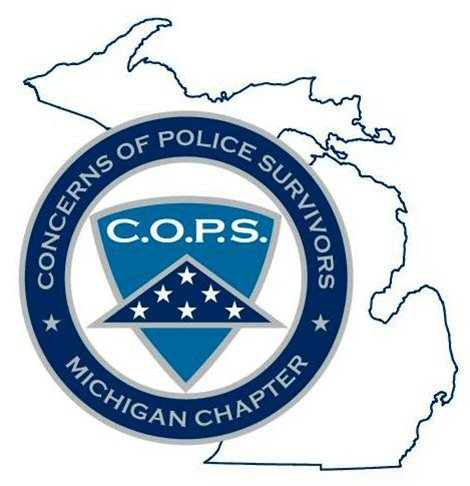 CONCERNS OF POLICE SURVIVORS
C.O.P.S.
MICHIGAN CHAPTER